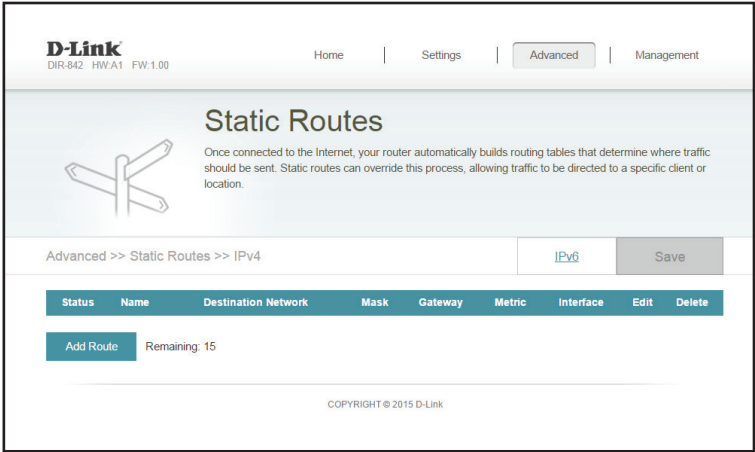 D-Link
DIR-842 HW:A1 FW:1.00
Home Settings Advanced Management
Static Routes
Once connected to the Internet, your router automatically builds routing tables that determine where traffic
should be sent. Static routes can override this process, allowing traffic to be directed to a specific client or
location.
Advanced >> Static Routes >> IPv4 IPv6 Save
Status Name Destination Network Mask Gateway Metric Interface Edit Delete
Add Route Remaining: 15
COPYRIGHT © 2015 D-Link